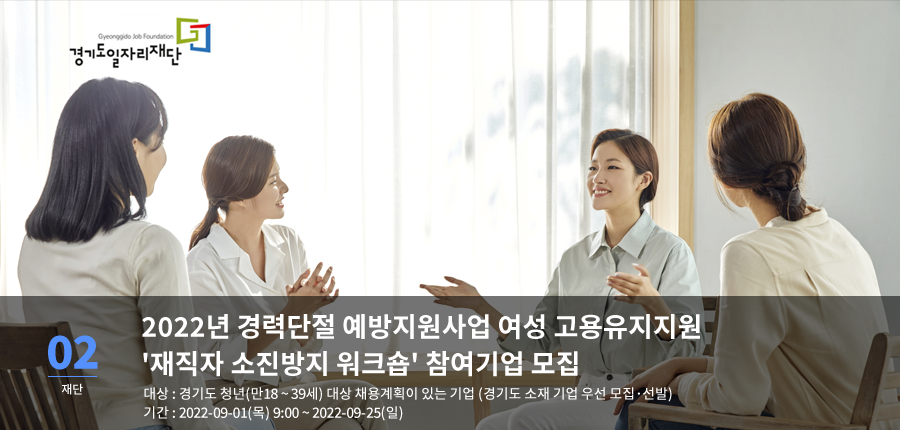 Gyeonggido Job Foundation
경기도일자리재단
02
재단
2022년 경력단절 예방지원사업 여성 고용유지지원
'재직자 소진방지 워크숍' 참여기업 모집
대상 : 경기도 청년(만18 ~ 39세) 대상 채용계획이 있는 기업 (경기도 소재 기업 우선 모집·선발)
기간 : 2022-09-01(목) 9:00 ~ 2022-09-25(일)